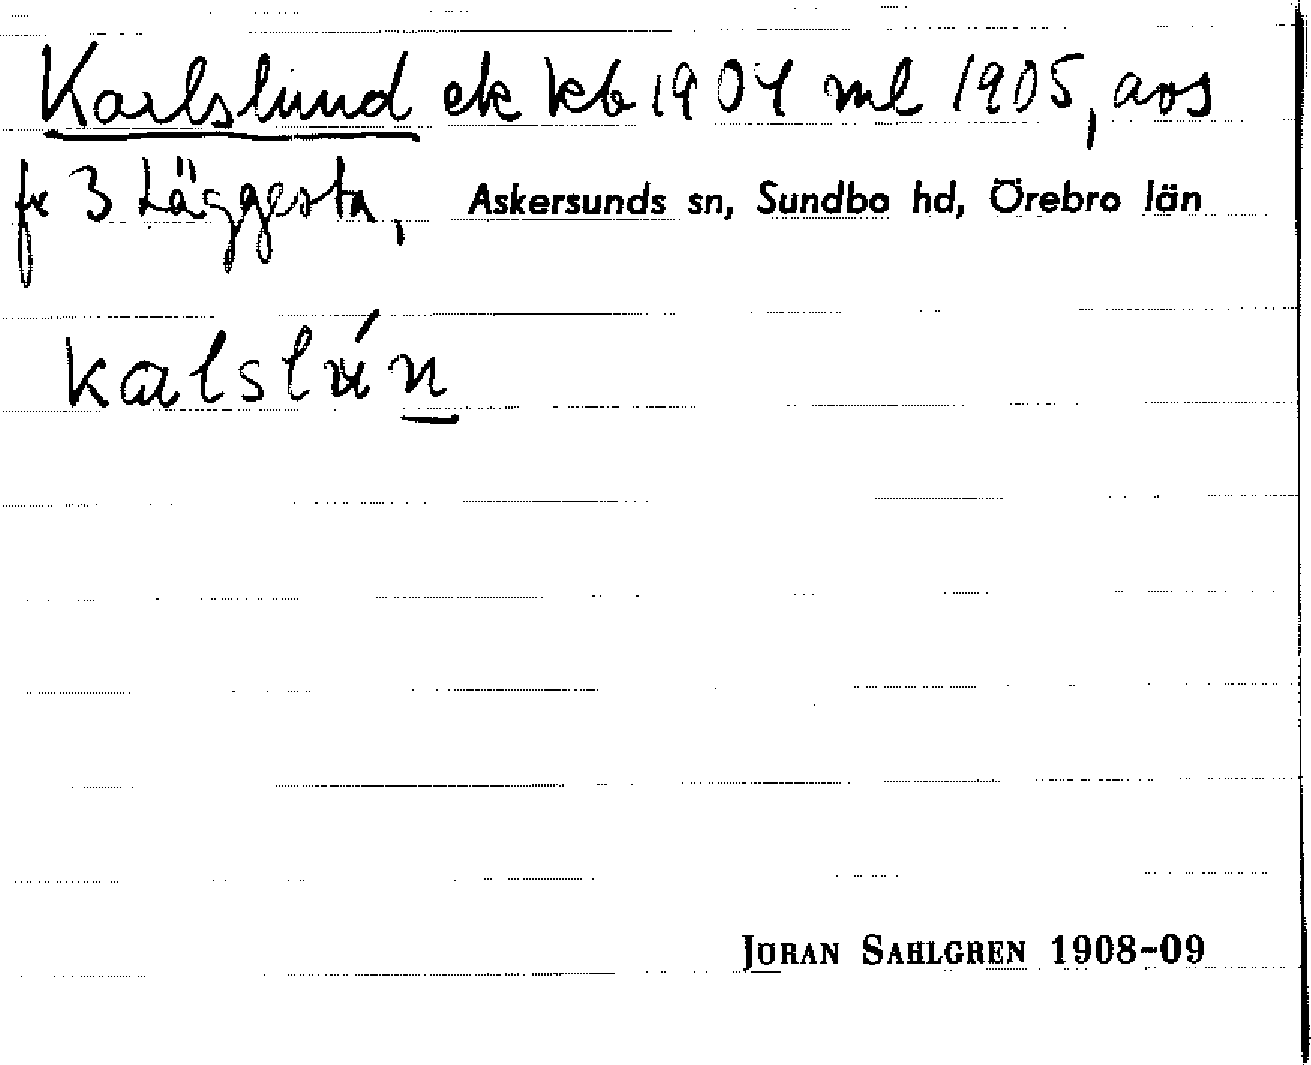 Karlslund ek kb 1904 ml 1905, avs
fr 3 Läggesta, Askersunds sn, Sundbo hd, Örebro län
kalslún
JÖRAN SAHLGREN 1908-09